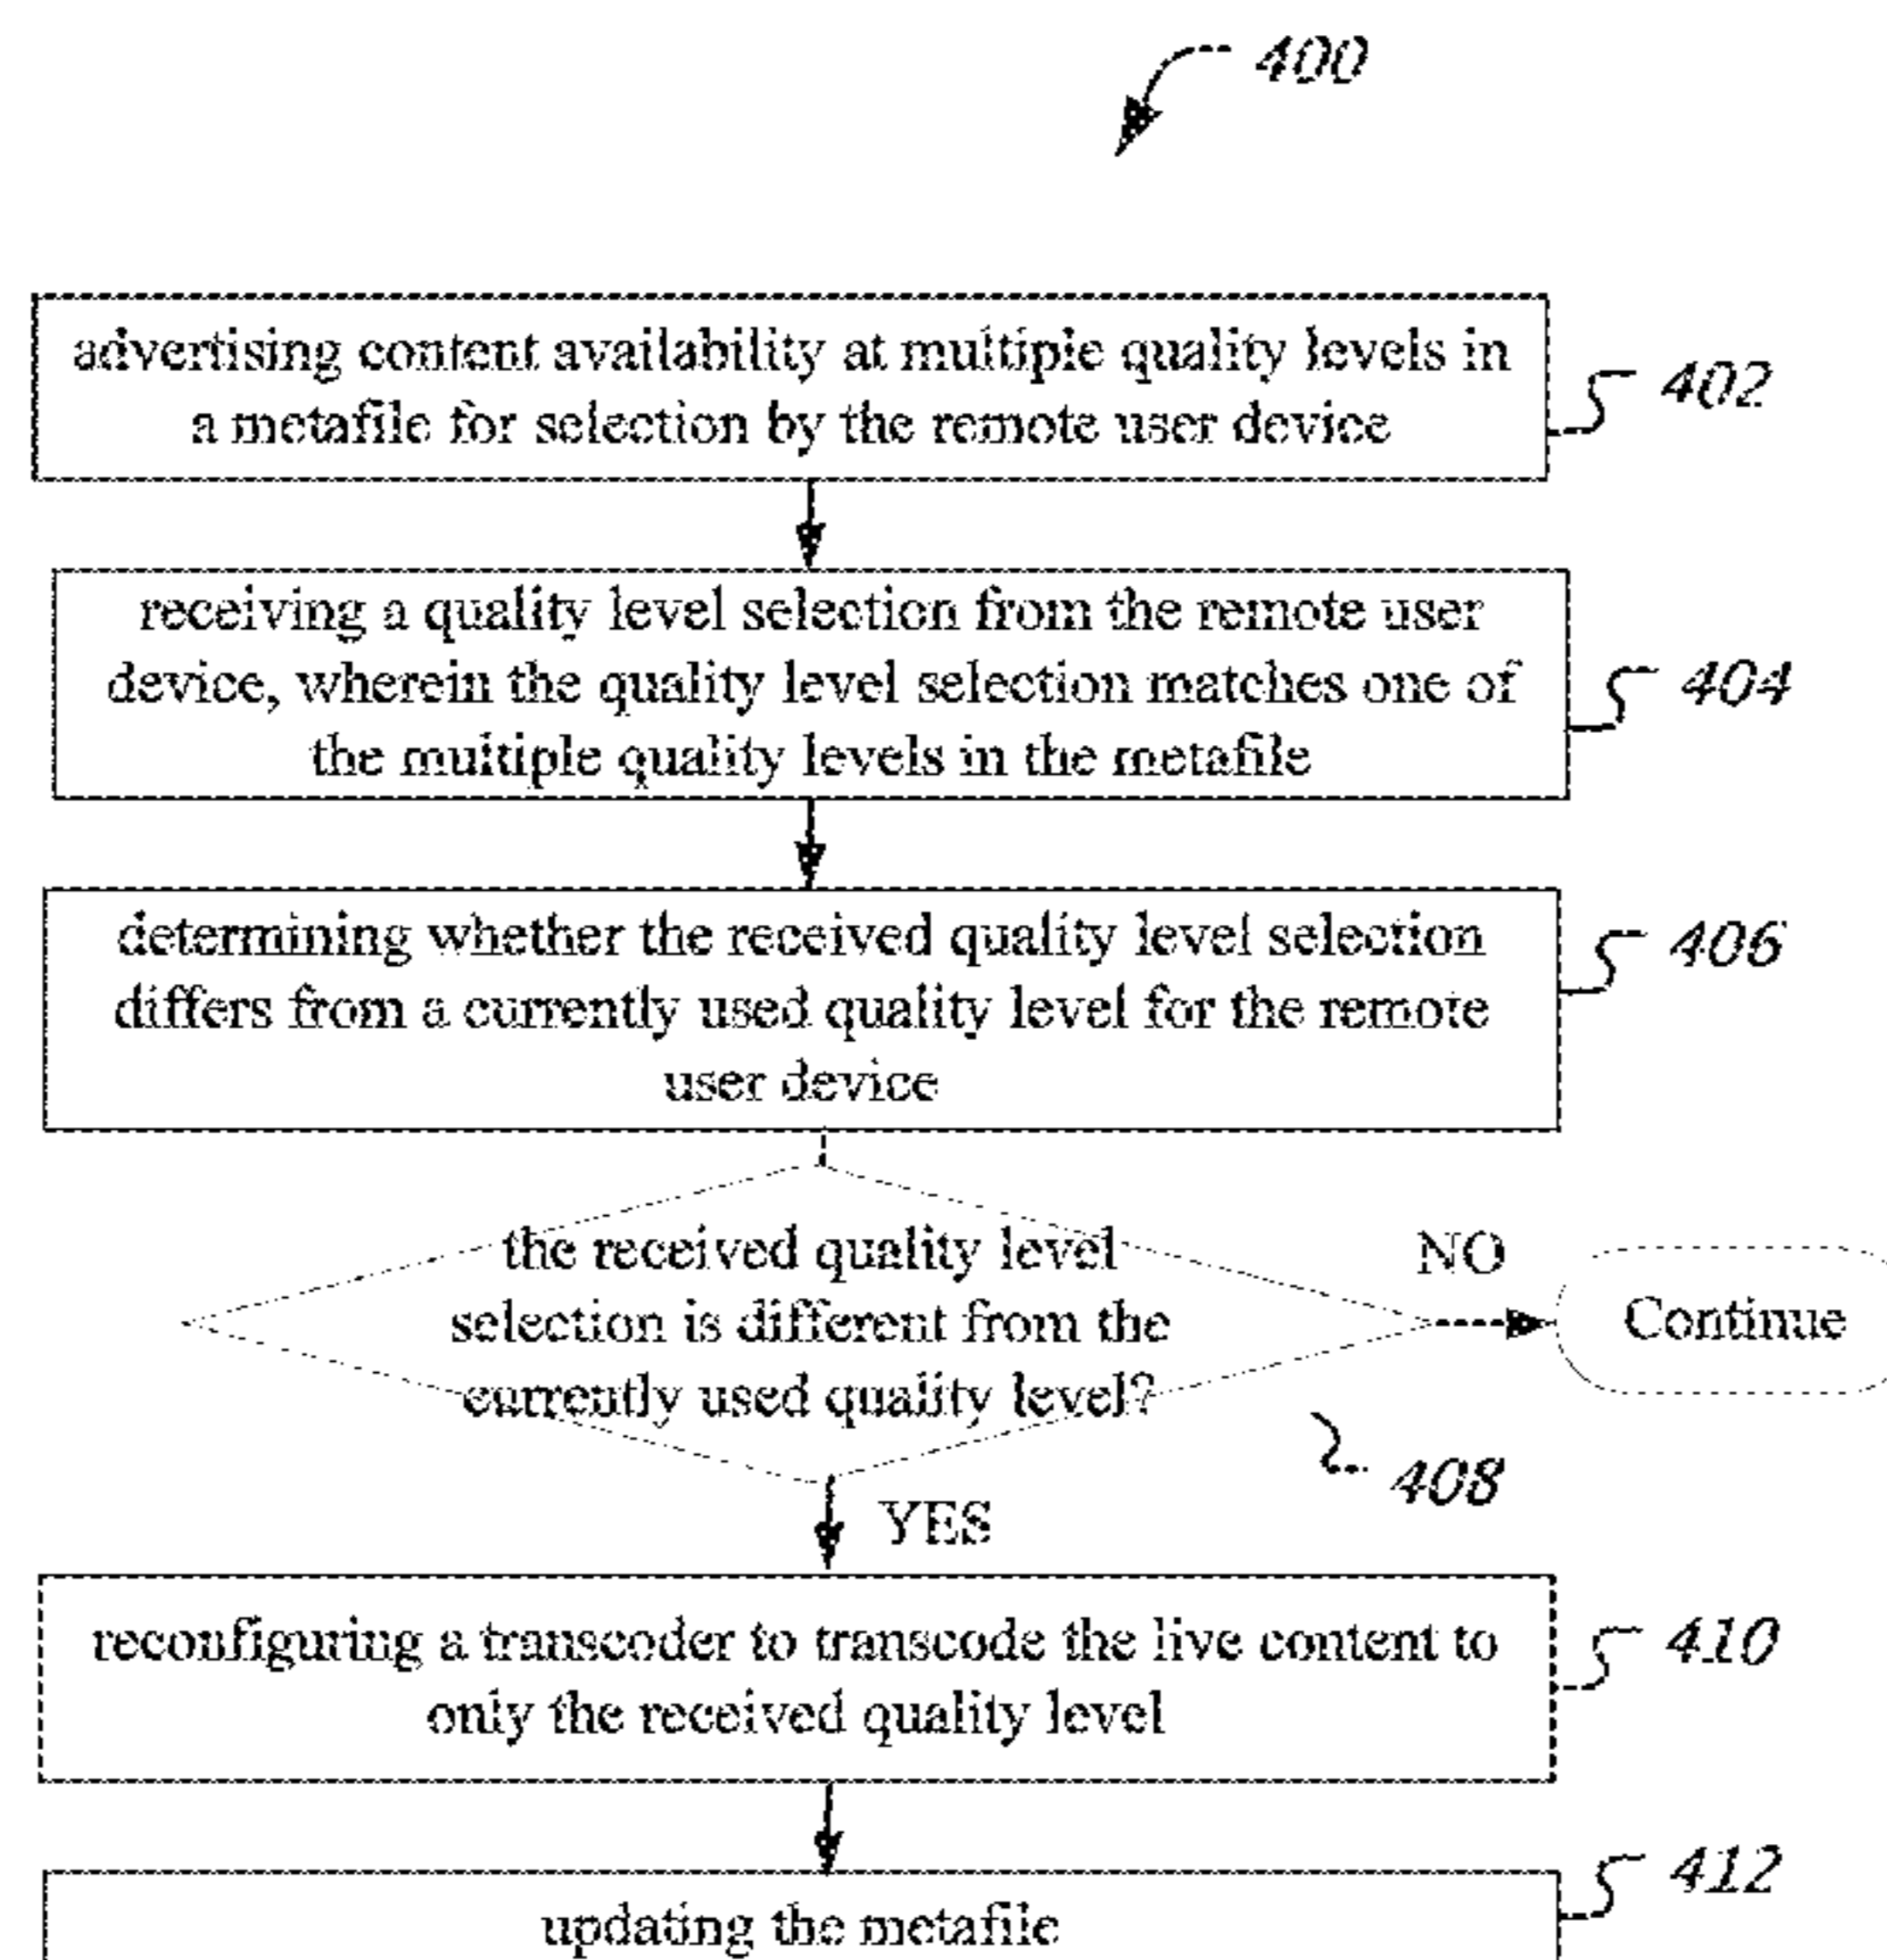 400
advertising content availability at multiple quality levels in
a metafile for selection by the remote user device
402
receiving a quality level selection from the remote user
device, wherein the quality level selection matches one of
the multiple quality levels in the metafile
404
determining whether the received quality level selection
differs from a currently used quality level for the remote
user device
406
the received quality level
selection is different from the
currently used quality level?
NO
Continue
408
YES
reconfiguring a transcoder to transcode the live content to
only the received quality level
410
updating the metafile
412